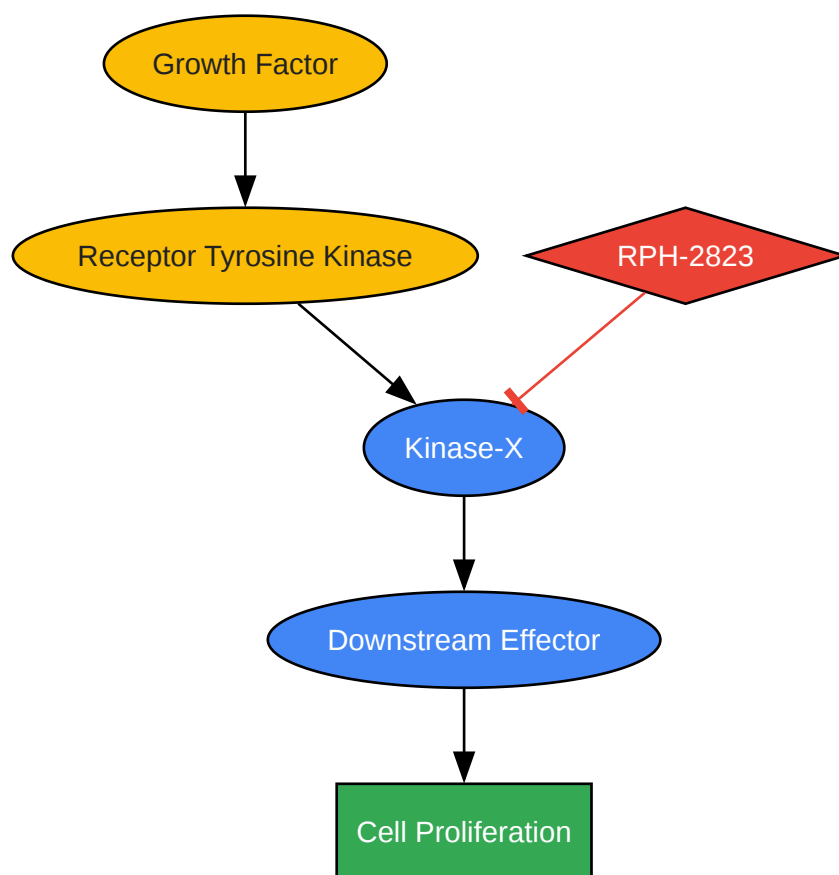 Growth Factor
Receptor Tyrosine Kinase
RPH-2823
Kinase-X
Downstream Effector
Cell Proliferation